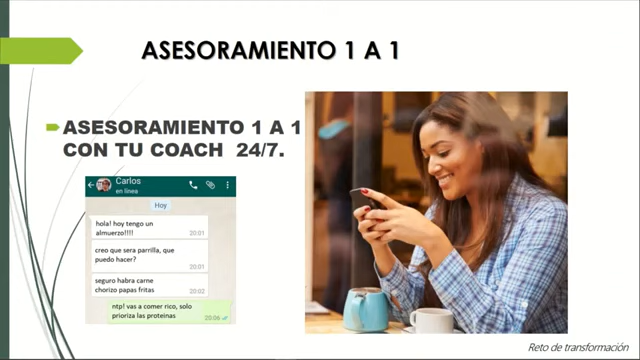 ASESORAMIENTO 1 A 1
ASESORAMIENTO 1 A 1
CON TU COACH 24/7.
Carlos
en línea
Hoy
hola! hoy tengo un
almuerzo!!!!
20:01
creo que sera parrilla, que
puedo hacer?
20:01
seguro habra carne
chorizo papas fritas
20:02
ntp! vas a comer rico, solo
prioriza las proteinas
20:06
Reto de transformación